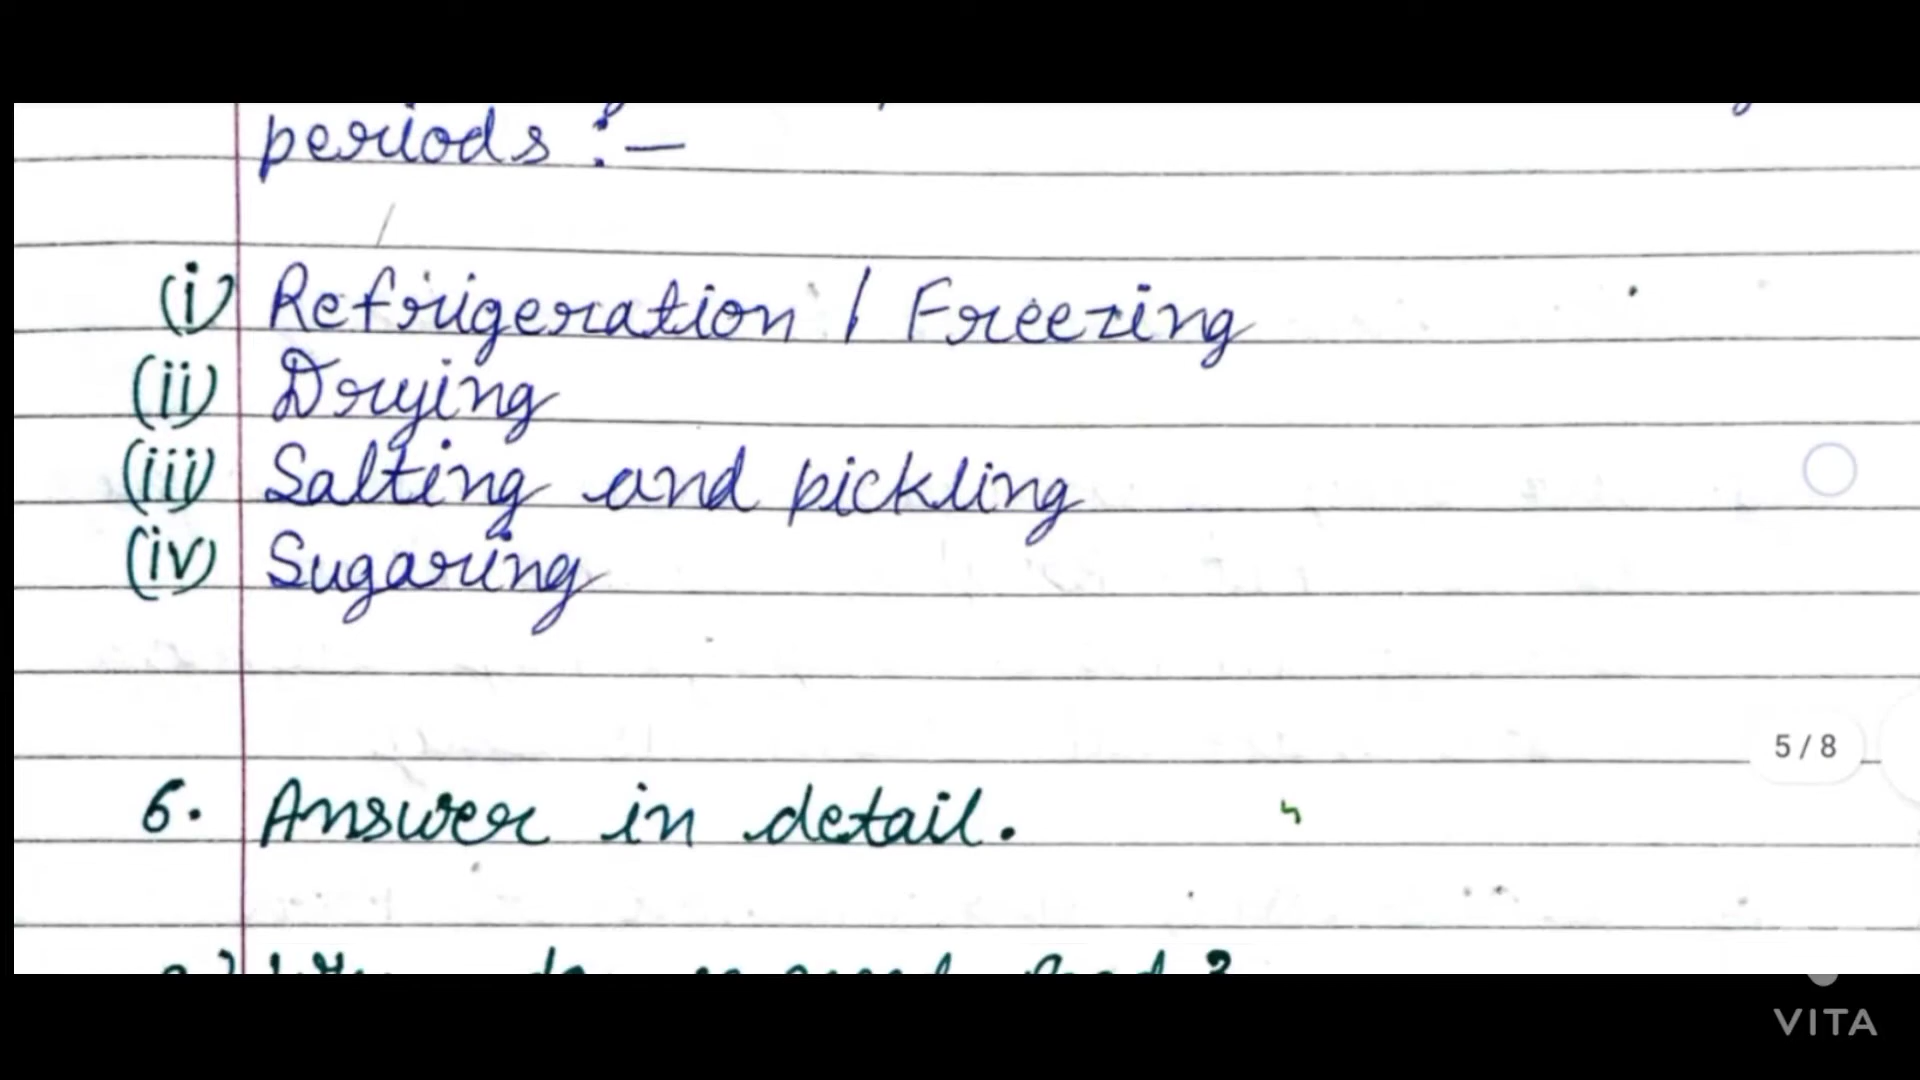 periods :-
(i) Refrigeration / Freezing
(ii) Drying
(iii) Salting and pickling
(iv) Sugaring
5 / 8
6. Answer in detail.
VITA